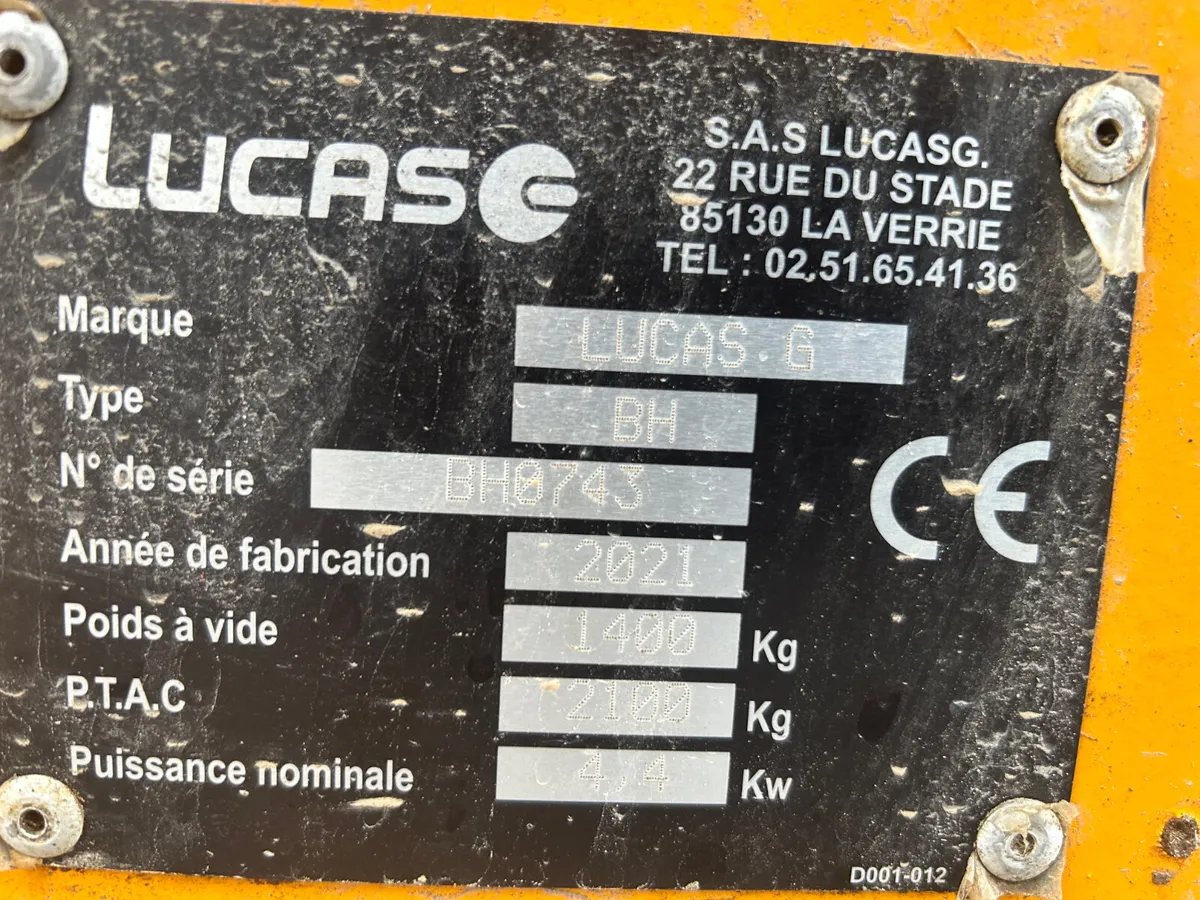 LUCAS G
S.A.S LUCASG.
22 RUE DU STADE
85130 LA VERRIE
TEL : 02.51.65.41.36
Marque LUCAS G
Type BH
N° de série BH0743
Année de fabrication 2021
Poids à vide 1400 Kg
P.T.A.C 2100 Kg
Puissance nominale 4,4 Kw
CE
D001-012